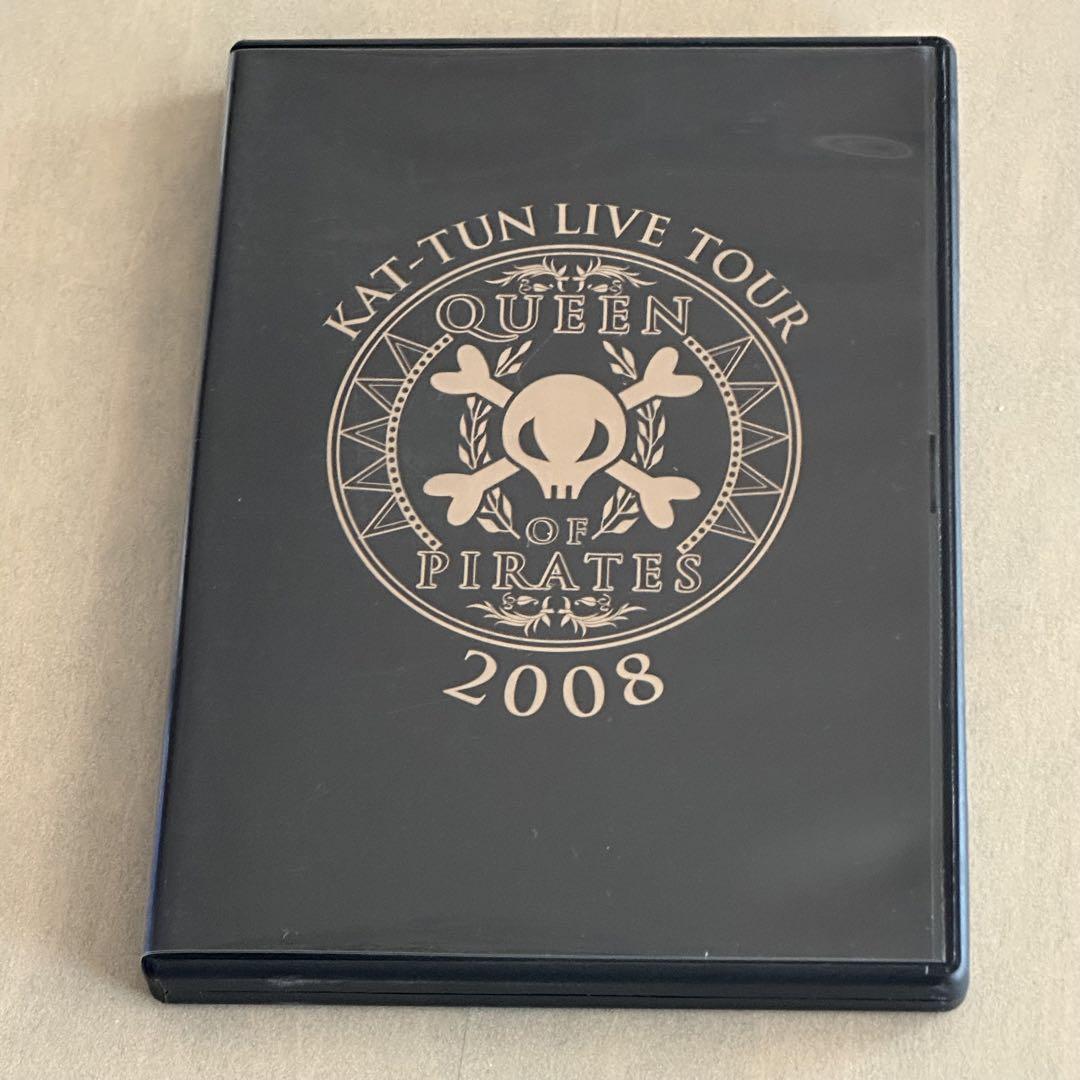 KAT-TUN LIVE TOUR
QUEEN
OF
PIRATES
2008